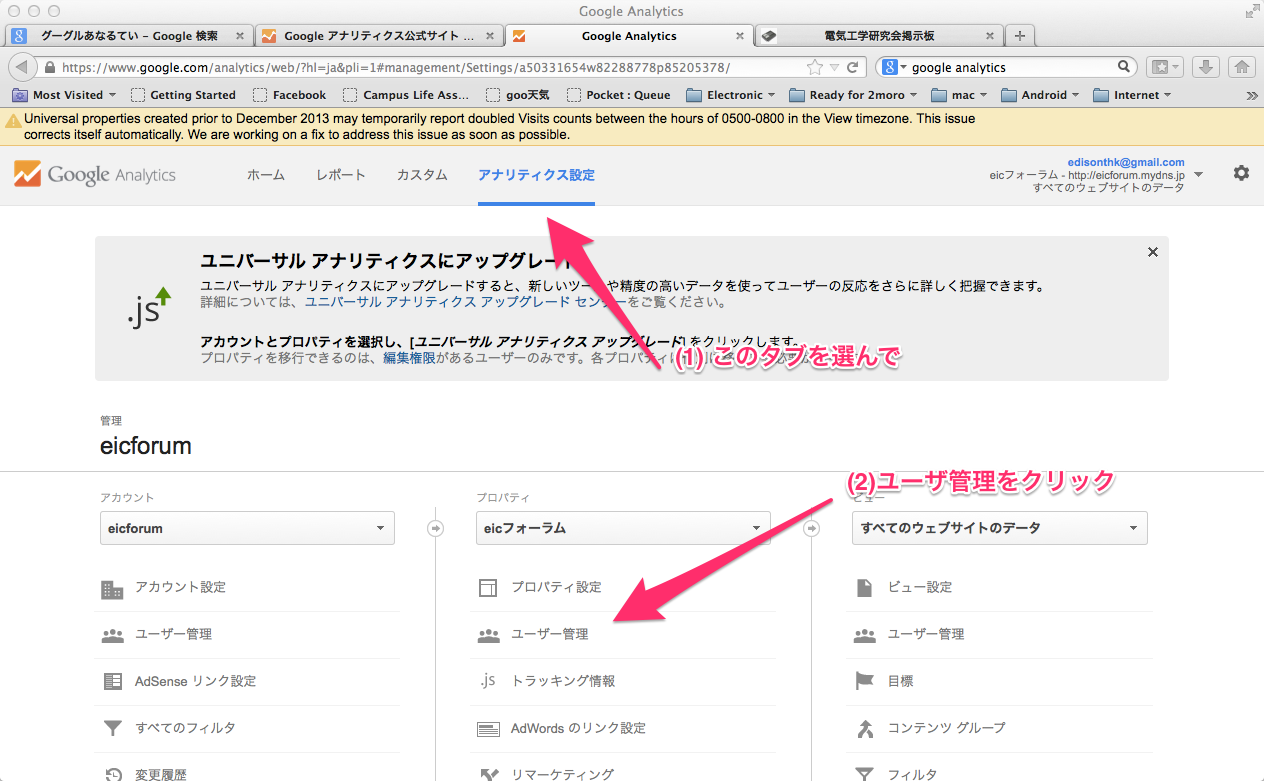 Google Analytics
グーグルあなるてい - Google 検索
Google アナリティクス公式サイト ...
Google Analytics
電気工学研究会掲示板
https://www.google.com/analytics/web/?hl=ja&pli=1#management/Settings/a50331654w82288778p85205378/
google analytics
Most Visited
Getting Started
Facebook
Campus Life Ass...
goo天気
Pocket : Queue
Electronic
Ready for 2moro
mac
Android
Internet
Universal properties created prior to December 2013 may temporarily report doubled Visits counts between the hours of 0500-0800 in the View timezone. This issue
corrects itself automatically. We are working on a fix to address this issue as soon as possible.
Google Analytics
ホーム
レポート
カスタム
アナリティクス設定
edisonthk@gmail.com
eicフォーラム - http://eicforum.mydns.jp
すべてのウェブサイトのデータ
.js
ユニバーサル アナリティクスにアップグレード
ユニバーサル アナリティクスにアップグレードすると、新しいツールや精度の高いデータを使ってユーザーの反応をさらに詳しく把握できます。
詳細については、ユニバーサル アナリティクス アップグレード センターをご覧ください。
アカウントとプロパティを選択し、[ユニバーサル アナリティクス アップグレード] をクリックします。
プロパティを移行できるのは、編集権限があるユーザーのみです。各プロパティは
(1) このタブを選んで
管理
eicforum
(2)ユーザ管理をクリック
アカウント
プロパティ
ビュー
eicforum
eicフォーラム
すべてのウェブサイトのデータ
アカウント設定
プロパティ設定
ビュー設定
ユーザー管理
ユーザー管理
ユーザー管理
AdSense リンク設定
.js トラッキング情報
目標
すべてのフィルタ
AdWords のリンク設定
コンテンツ グループ
変更履歴
リマーケティング
フィルタ